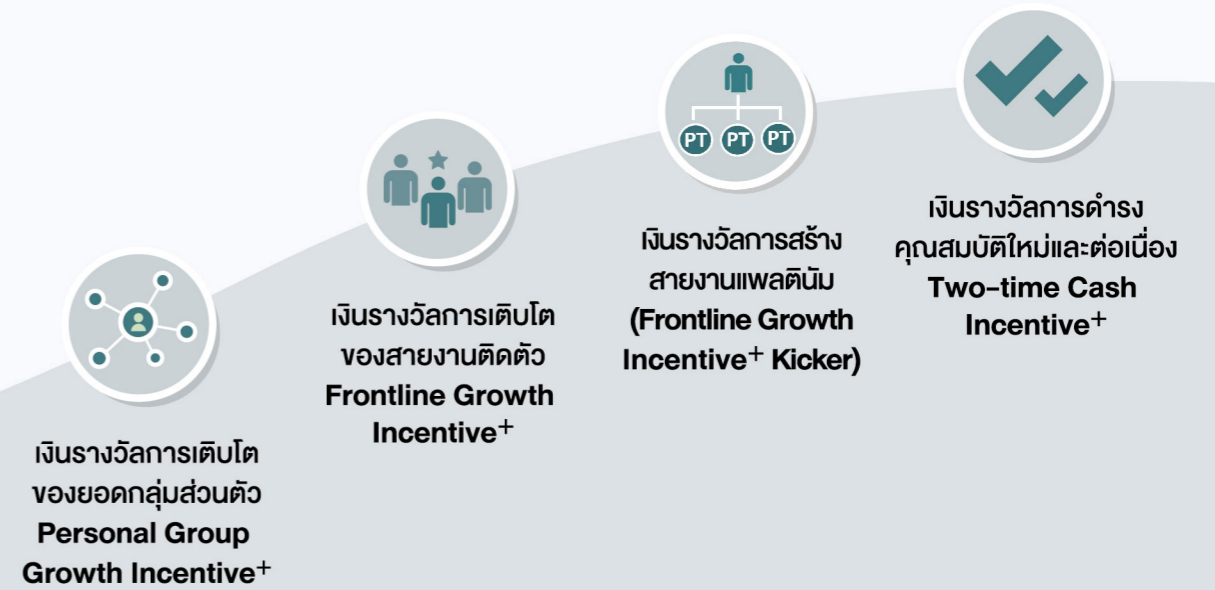 เงินรางวัลการเติบโต
ของยอดกลุ่มส่วนตัว
Personal Group
Growth Incentive+
เงินรางวัลการเติบโต
ของสายงานติดตัว
Frontline Growth
Incentive+
PT PT PT
เงินรางวัลการสร้าง
สายงานแพลตินัม
(Frontline Growth
Incentive+ Kicker)
เงินรางวัลการดำรง
คุณสมบัติใหม่และต่อเนื่อง
Two-time Cash
Incentive+